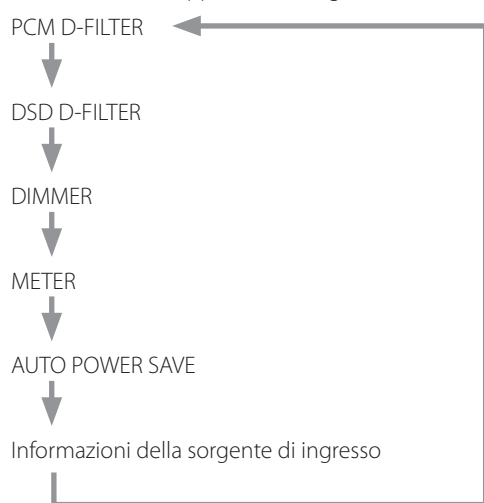 PCM D-FILTER
DSD D-FILTER
DIMMER
METER
AUTO POWER SAVE
Informazioni della sorgente di ingresso